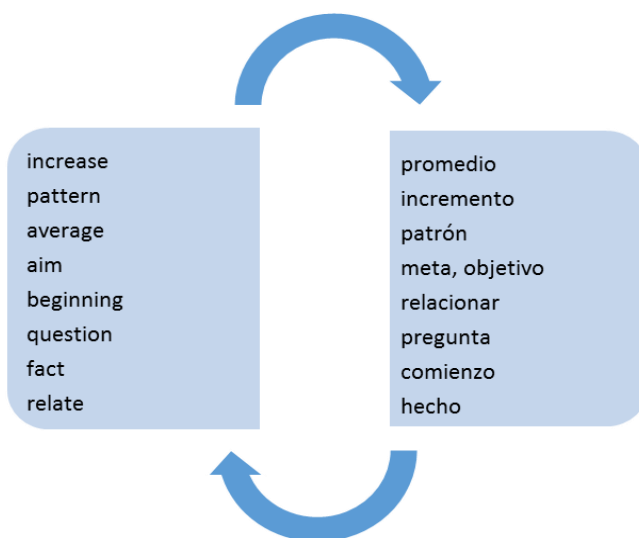 increase
pattern
average
aim
beginning
question
fact
relate
promedio
incremento
patrón
meta, objetivo
relacionar
pregunta
comienzo
hecho